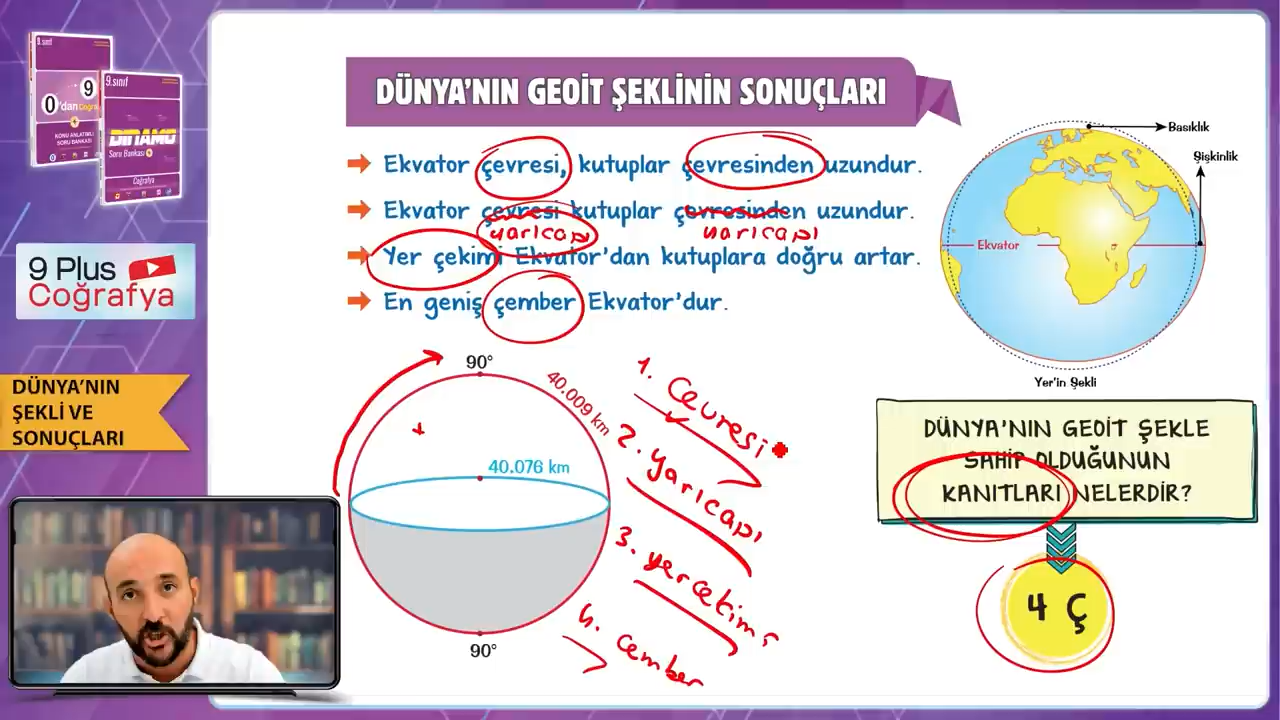 9.sınıf
9
0'dan Coğrafya
KONU ANLATIMLI
SORU BANKASI
9.sınıf
DİNAMO
Soru Bankası
Coğrafya
9 Plus
Coğrafya
DÜNYA'NIN
ŞEKLİ VE
SONUÇLARI
DÜNYA'NIN GEOİT ŞEKLİNİN SONUÇLARI
Ekvator çevresi, kutuplar çevresinden uzundur.
Ekvator çevresi kutuplar çevresinden uzundur.
yarıçapı yarıçapı
Yer çekimi Ekvator'dan kutuplara doğru artar.
En geniş çember Ekvator'dur.
90°
40.009 km
40.076 km
90°
1. Çevresi
2. Yarıçapı
3. yerçekimi
4. Çember
Basıklık
Şişkinlik
Ekvator
Yer'in Şekli
DÜNYA'NIN GEOİT ŞEKLE
SAHİP OLDUĞUNUN
KANITLARI NELERDİR?
4 Ç